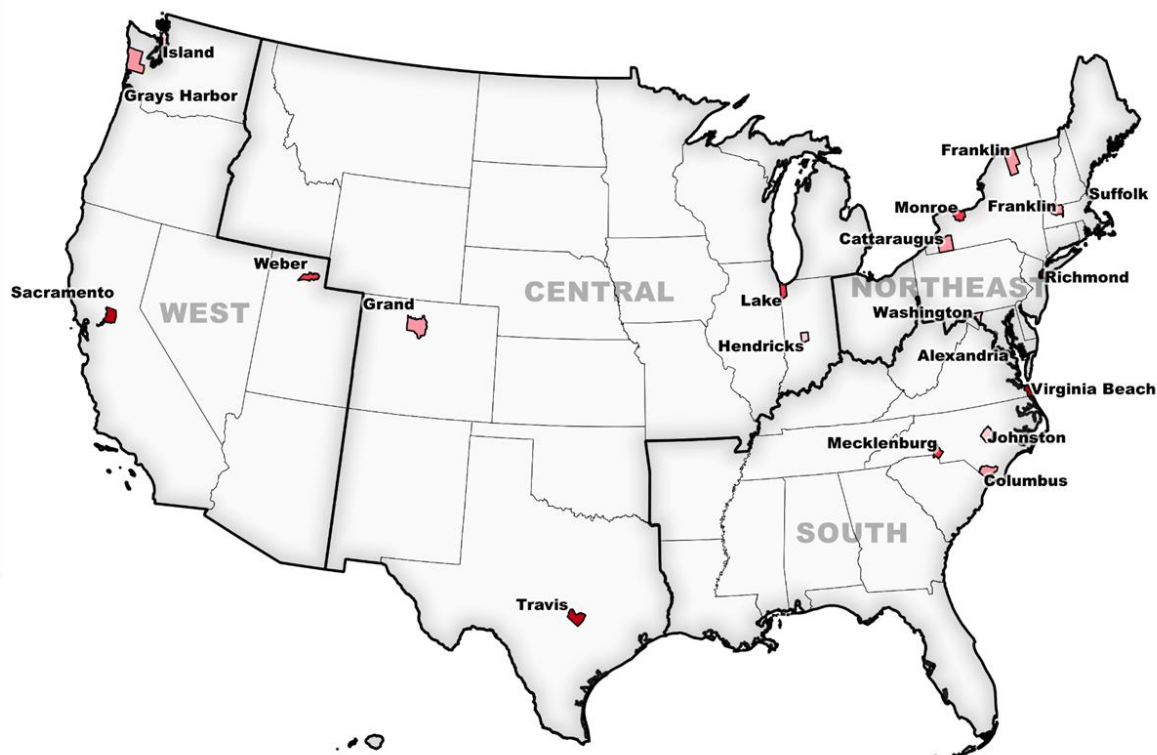 Island
Grays Harbor
Franklin
Suffolk
Monroe
Franklin
Cattaraugus
Weber
Richmond
Sacramento
NORTHEAST
CENTRAL
Lake
Grand
WEST
Washington
Hendricks
Alexandria
Virginia Beach
Johnston
Mecklenburg
Columbus
SOUTH
Travis